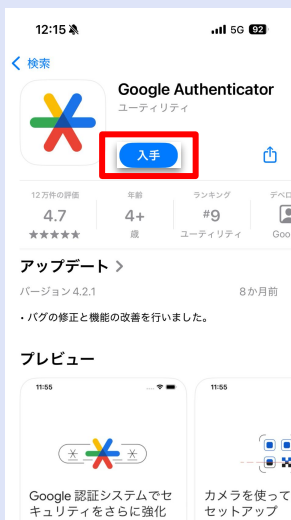 12:15 5G 92
検索
Google Authenticator
ユーティリティ
入手
12万件の評価 年齢 ランキング デベロ
4.7 4+ #9
★★★★★ 歳 ユーティリティ Goo
アップデート
バージョン 4.2.1 8か月前
・バグの修正と機能の改善を行いました。
プレビュー
11:55 11:55
Google 認証システムでセ
キュリティをさらに強化
カメラを使って
セットアップ